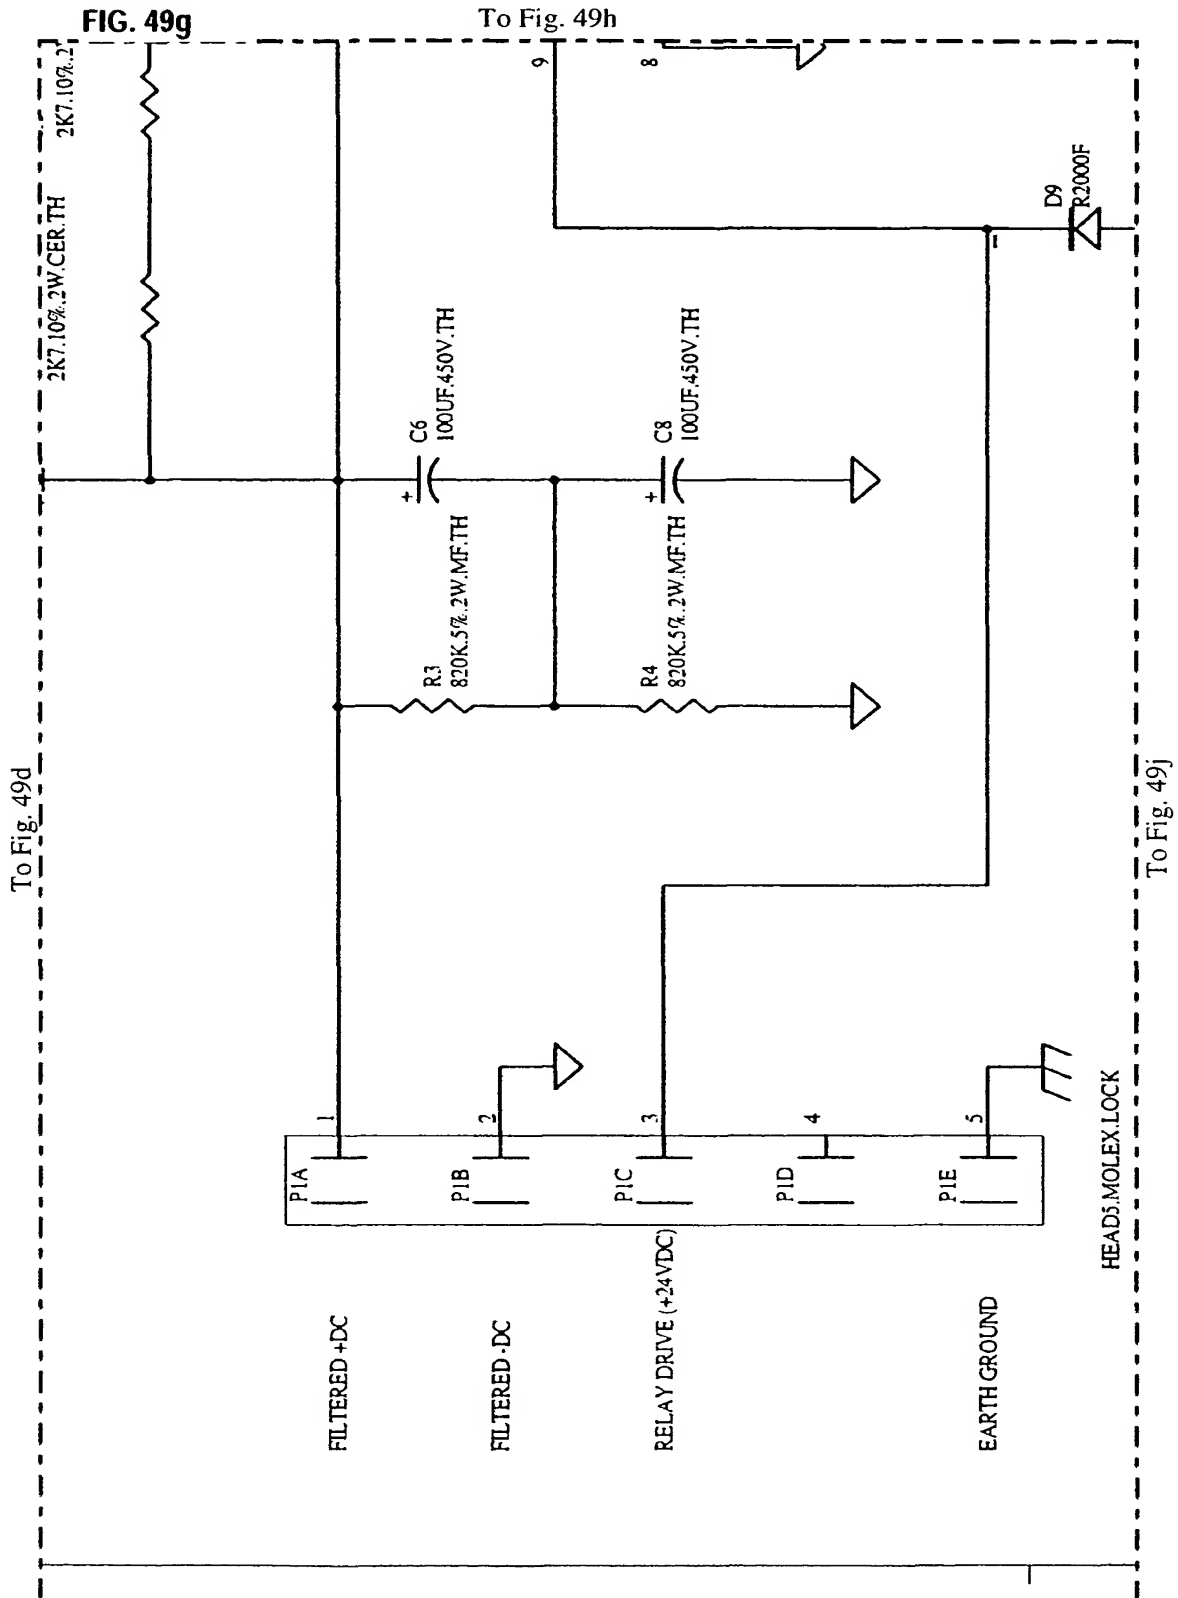 FIG. 49g
To Fig. 49h
To Fig. 49d
To Fig. 49j
2K7.10%.2W.CER.TH
2K7.10%.2
9
8
D9
R2000F
1
C6
100UF.450V.TH
+
C8
100UF.450V.TH
+
R3
820K.5%.2W.MF.TH
R4
820K.5%.2W.MF.TH
P1A
1
P1B
2
P1C
3
P1D
4
P1E
5
HEAD5.MOLEX.LOCK
FILTERED +DC
FILTERED -DC
RELAY DRIVE (+24VDC)
EARTH GROUND